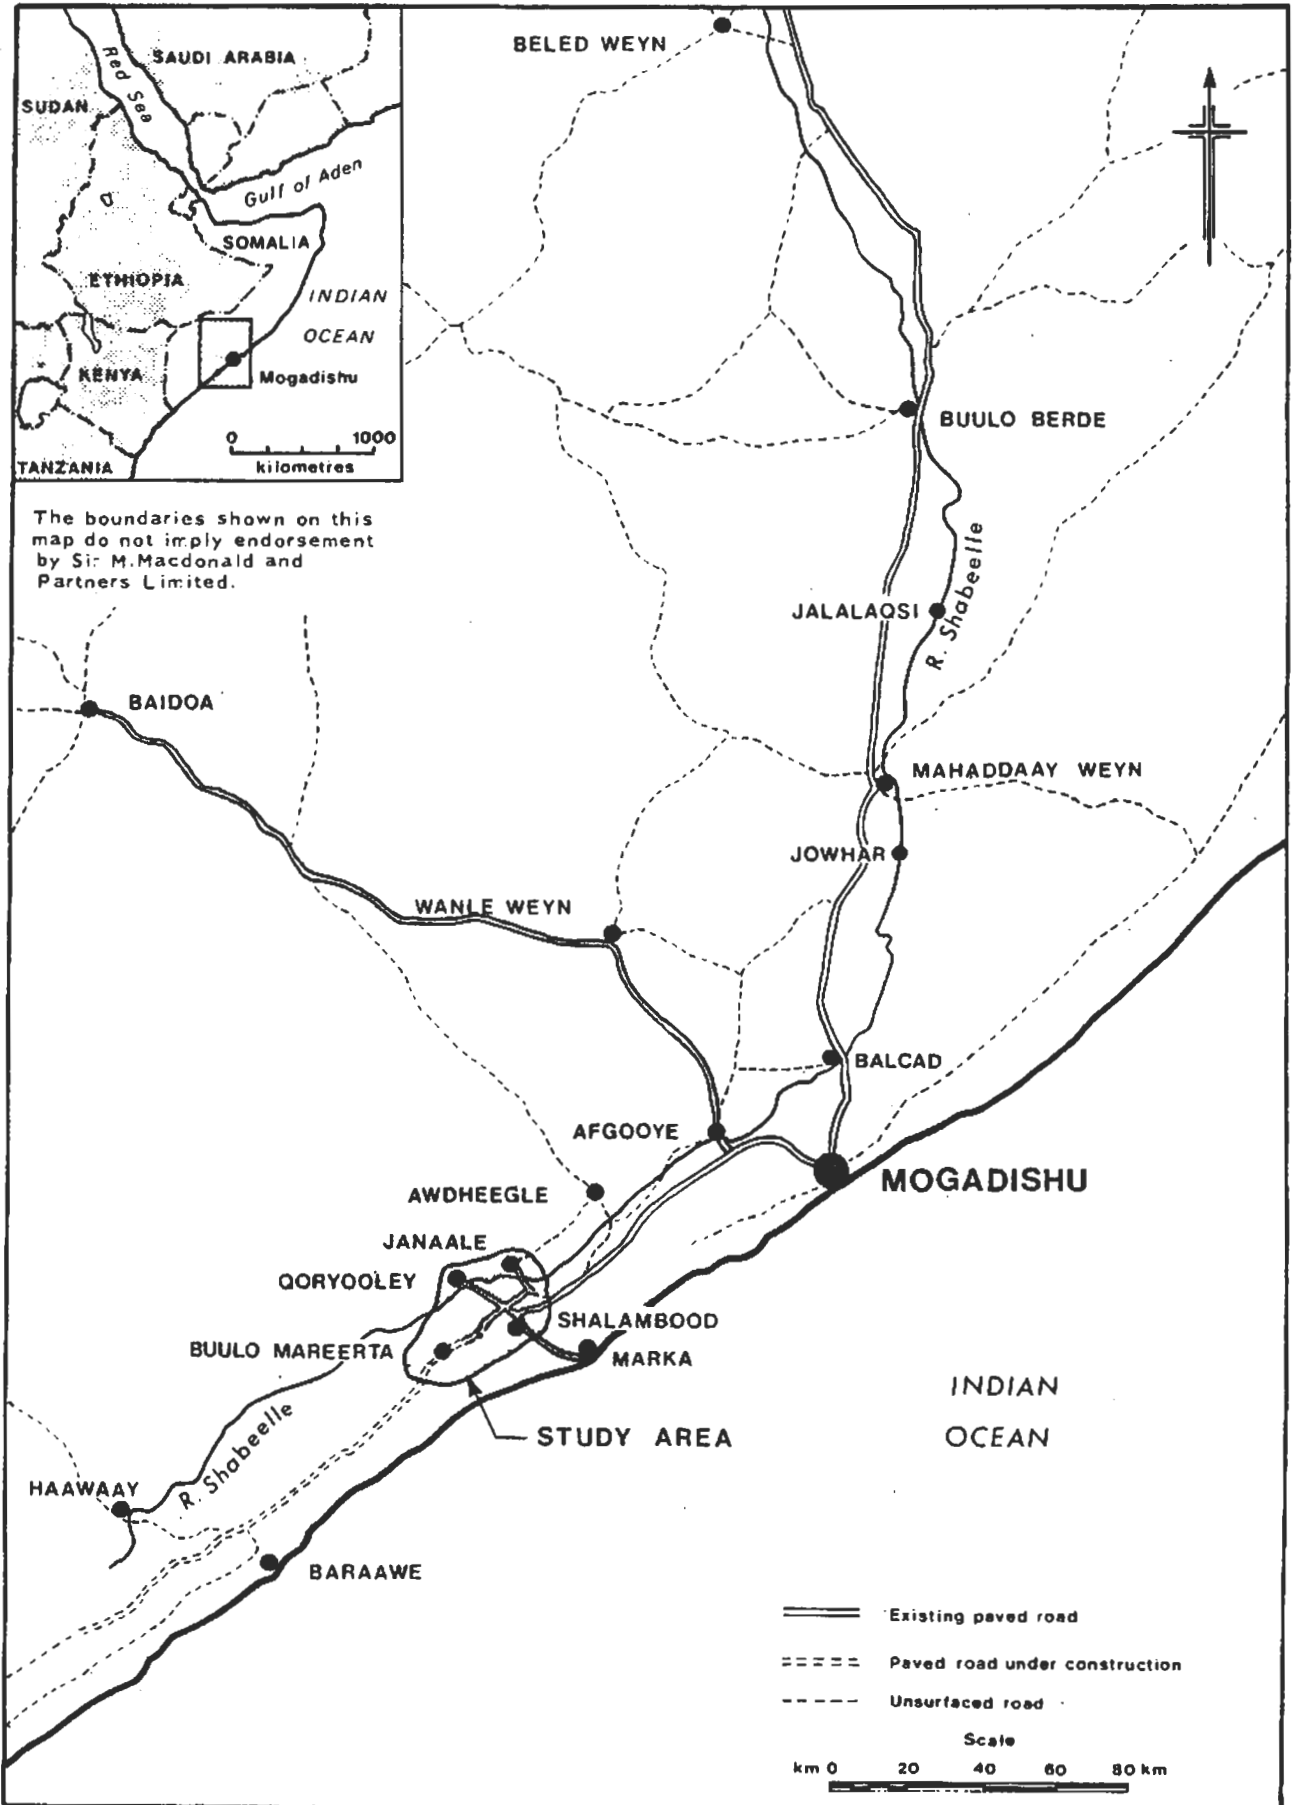 SAUDI ARABIA
Red Sea
SUDAN
Gulf of Aden
SOMALIA
ETHIOPIA
INDIAN
OCEAN
KENYA
Mogadishu
0 1000
kilometres
TANZANIA
The boundaries shown on this
map do not imply endorsement
by Sir M.Macdonald and
Partners Limited.
BELED WEYN
BUULO BERDE
R. Shabeelle
JALALAQSI
BAIDOA
MAHADDAAY WEYN
JOWHAR
WANLE WEYN
BALCAD
AFGOOYE
MOGADISHU
AWDHEEGLE
JANAALE
QORYOOLEY
SHALAMBOOD
BUULO MAREERTA
MARKA
INDIAN
OCEAN
STUDY AREA
R. Shabeelle
HAAWAAY
BARAAWE
Existing paved road
Paved road under construction
Unsurfaced road
Scale
km 0 20 40 60 80 km